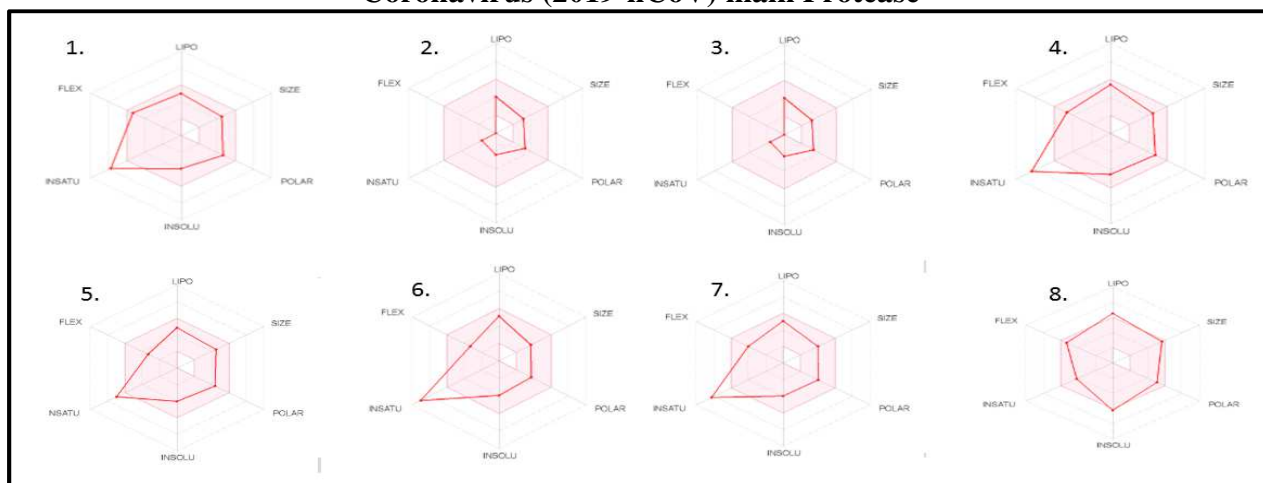 Coronavirus (2019-nCoV) main Protease
1.
LIPO
FLEX
SIZE
INSATU
POLAR
INSOLU
2.
LIPO
FLEX
SIZE
INSATU
POLAR
INSOLU
3.
LIPO
FLEX
SIZE
INSATU
POLAR
INSOLU
4.
LIPO
FLEX
SIZE
INSATU
POLAR
INSOLU
5.
LIPO
FLEX
SIZE
NSATU
POLAR
INSOLU
6.
LIPO
FLEX
SIZE
INSATU
POLAR
INSOLU
7.
LIPO
FLEX
SIZE
INSATU
POLAR
INSOLU
8.
LIPO
FLEX
SIZE
INSATU
POLAR
INSOLU